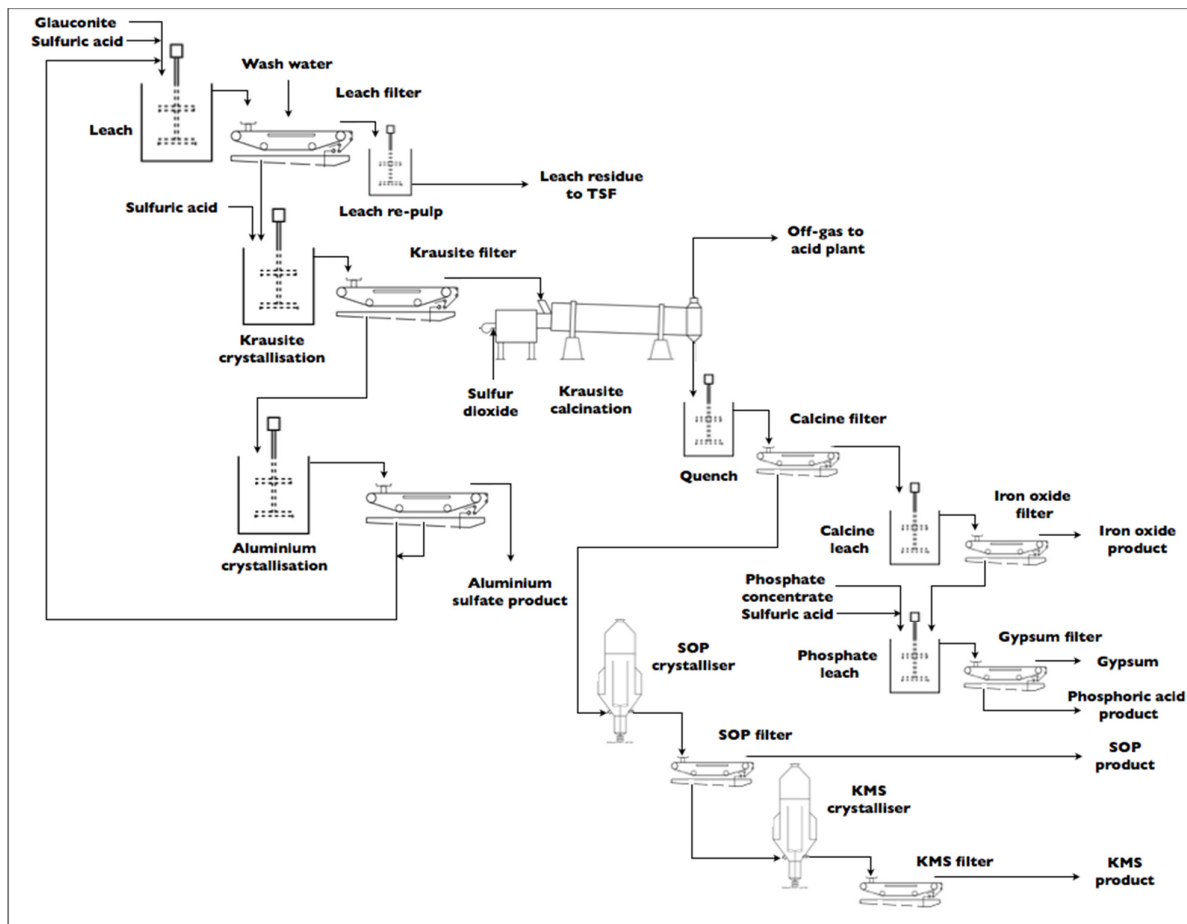 Glauconite
Sulfuric acid
Wash water
Leach filter
Leach
Leach residue
to TSF
Leach re-pulp
Sulfuric acid
Off-gas to
acid plant
Krausite filter
Krausite
crystallisation
Sulfur
dioxide
Krausite
calcination
Calcine filter
Quench
Iron oxide
filter
Calcine
leach
Iron oxide
product
Aluminium
crystallisation
Aluminium
sulfate product
Phosphate
concentrate
Sulfuric acid
SOP
crystalliser
Phosphate
leach
Gypsum filter
Gypsum
Phosphoric acid
product
SOP filter
SOP
product
KMS
crystalliser
KMS filter
KMS
product